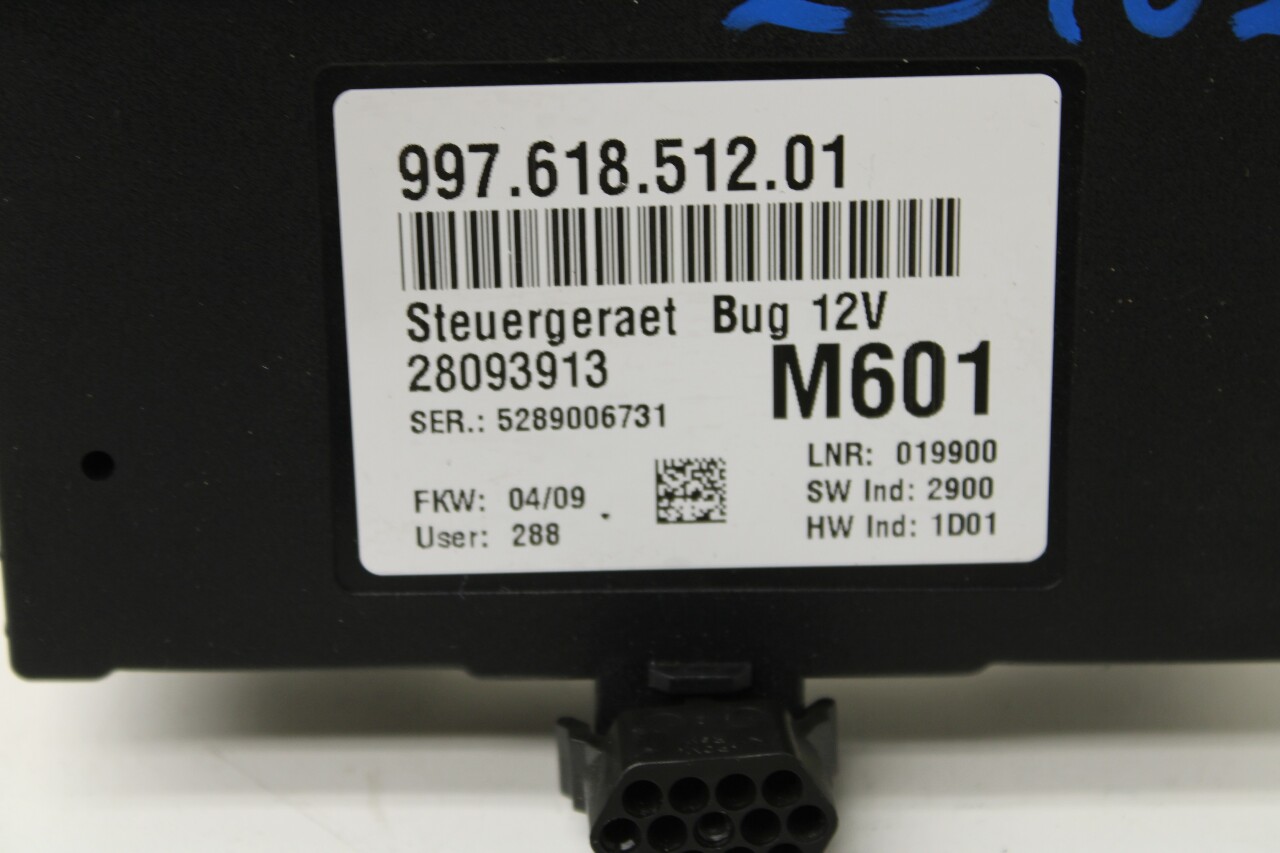 997.618.512.01
Steuergeraet Bug 12V
28093913
M601
SER.: 5289006731
LNR: 019900
FKW: 04/09
SW Ind: 2900
User: 288
HW Ind: 1D01